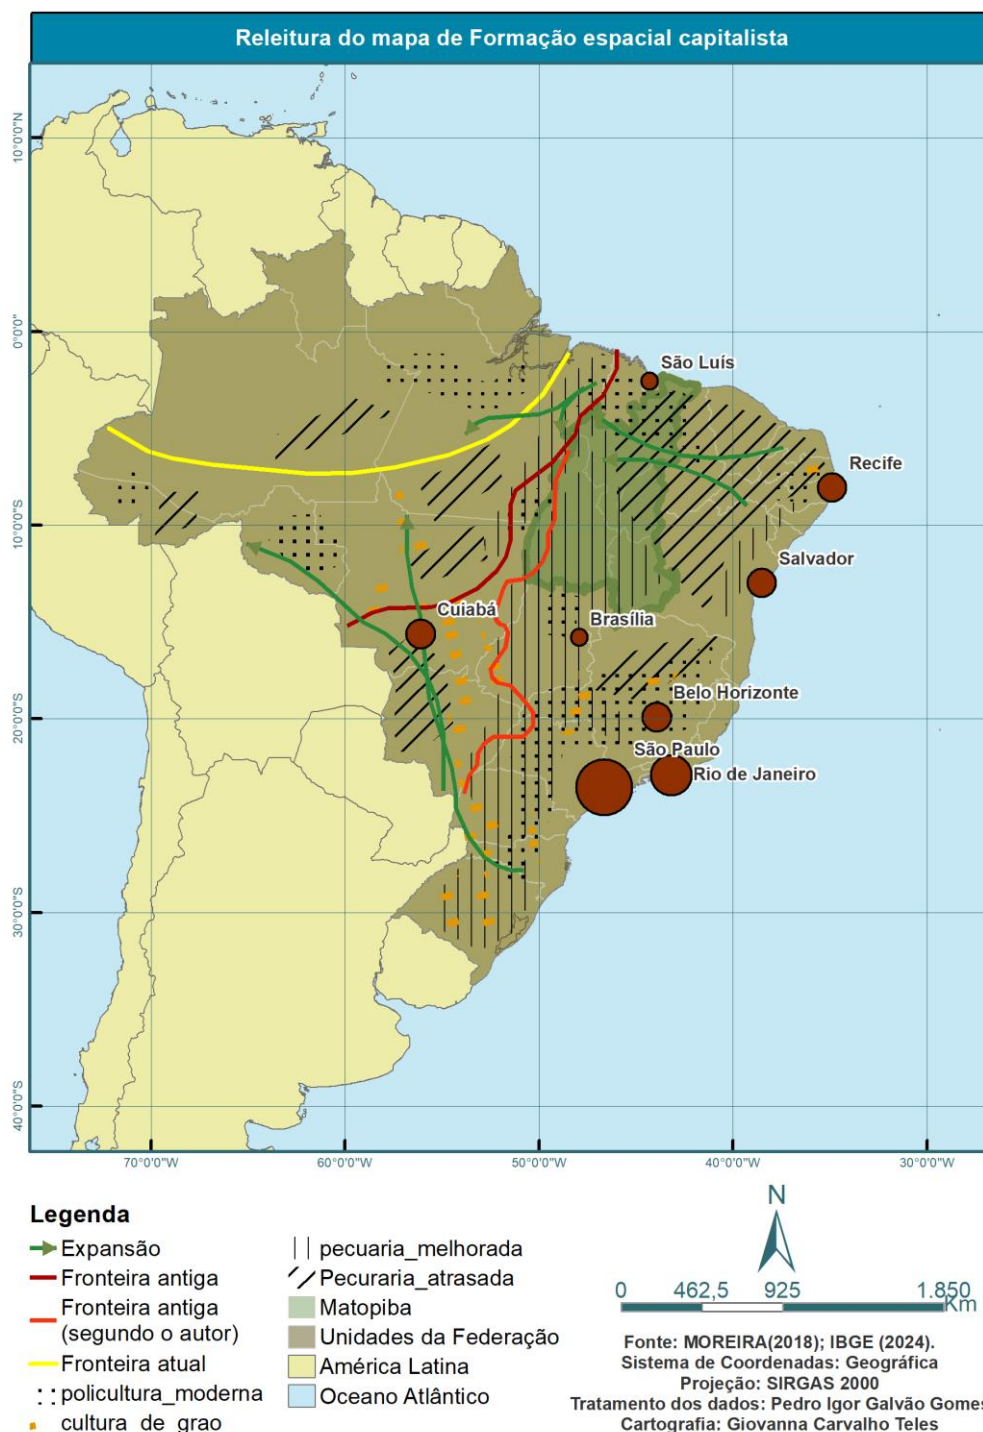 Releitura do mapa de Formação espacial capitalista
10°0'0"N
0°0'0"
10°0'0"S
20°0'0"S
30°0'0"S
40°0'0"S
São Luís
Recife
Salvador
Cuiabá
Brasília
Belo Horizonte
São Paulo
Rio de Janeiro
70°0'0"W
60°0'0"W
50°0'0"W
40°0'0"W
30°0'0"W
Legenda
Expansão
Fronteira antiga
Fronteira antiga
(segundo o autor)
Fronteira atual
policultura_moderna
cultura_de_grao
pecuaria_melhorada
Pecuraria_atrasada
Matopiba
Unidades da Federação
América Latina
Oceano Atlântico
N
0 462,5 925 1.850
Km
Fonte: MOREIRA(2018); IBGE (2024).
Sistema de Coordenadas: Geográfica
Projeção: SIRGAS 2000
Tratamento dos dados: Pedro Igor Galvão Gomes
Cartografia: Giovanna Carvalho Teles